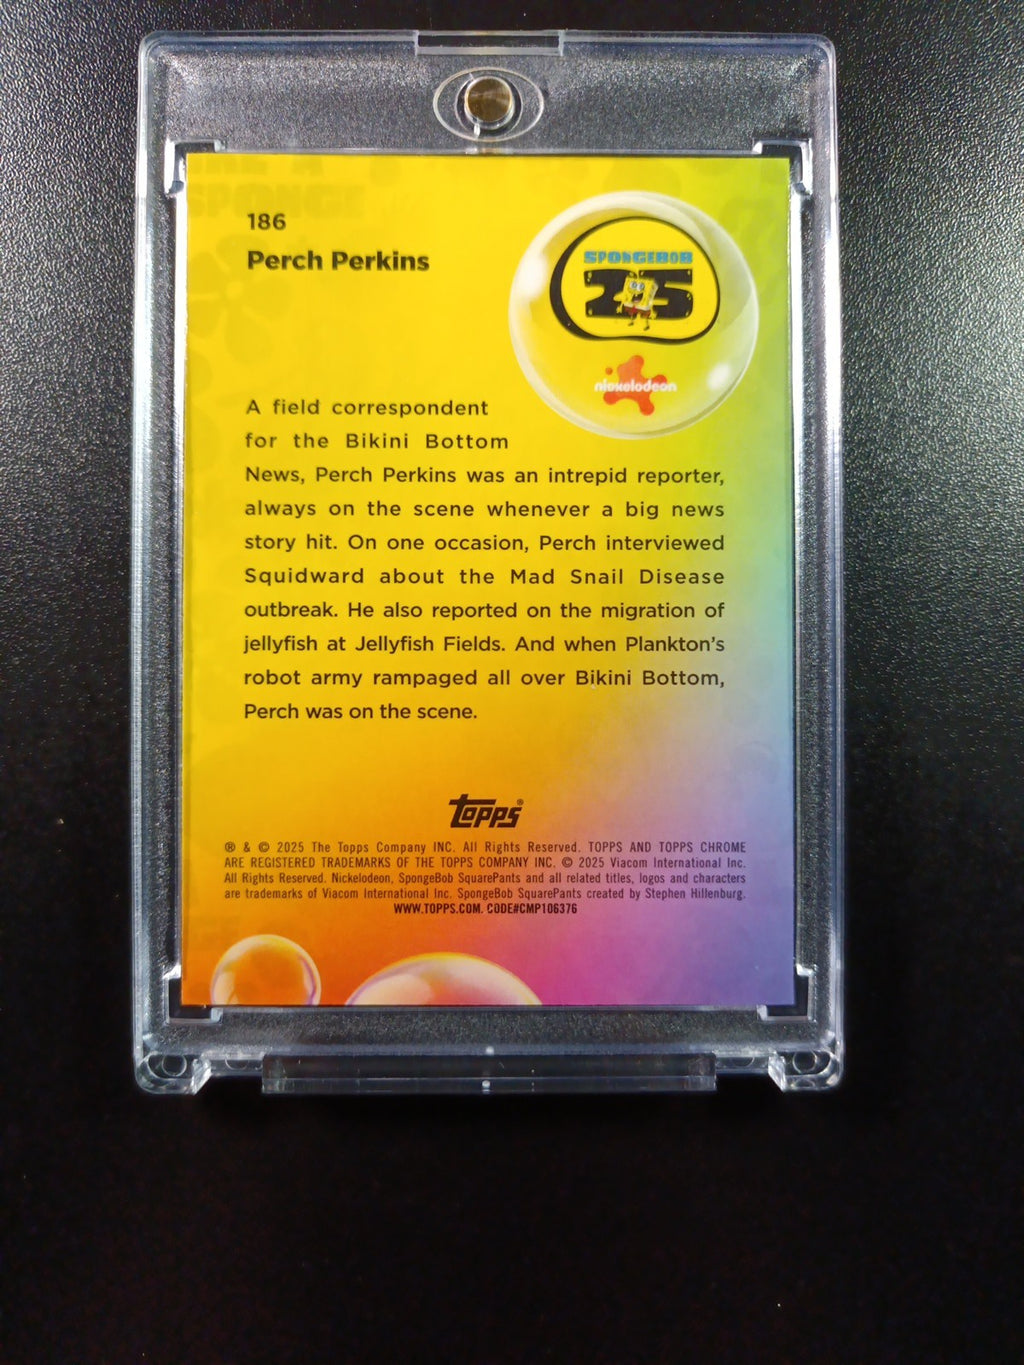 186
Perch Perkins
SPONGEBOB
25
nickelodeon
A field correspondent
for the Bikini Bottom
News, Perch Perkins was an intrepid reporter,
always on the scene whenever a big news
story hit. On one occasion, Perch interviewed
Squidward about the Mad Snail Disease
outbreak. He also reported on the migration of
jellyfish at Jellyfish Fields. And when Plankton's
robot army rampaged all over Bikini Bottom,
Perch was on the scene.
topps®
® & © 2025 The Topps Company INC. All Rights Reserved. TOPPS AND TOPPS CHROME
ARE REGISTERED TRADEMARKS OF THE TOPPS COMPANY INC. © 2025 Viacom International Inc.
All Rights Reserved. Nickelodeon, SpongeBob SquarePants and all related titles, logos and characters
are trademarks of Viacom International Inc. SpongeBob SquarePants created by Stephen Hillenburg.
WWW.TOPPS.COM. CODE#CMP106376